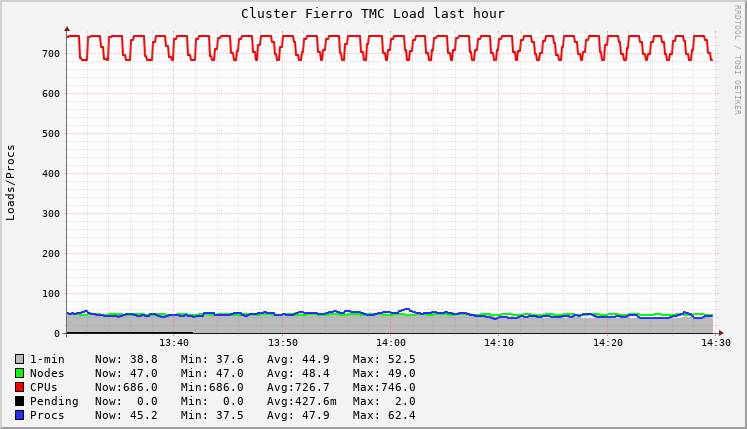 Cluster Fierro TMC Load last hour
RRDTOOL / TOBI OETIKER
Loads/Procs
700
600
500
400
300
200
100
0
13:40 13:50 14:00 14:10 14:20 14:30
1-min Now: 38.8 Min: 37.6 Avg: 44.9 Max: 52.5
Nodes Now: 47.0 Min: 47.0 Avg: 48.4 Max: 49.0
CPUs Now:686.0 Min:686.0 Avg:726.7 Max:746.0
Pending Now: 0.0 Min: 0.0 Avg:427.6m Max: 2.0
Procs Now: 45.2 Min: 37.5 Avg: 47.9 Max: 62.4